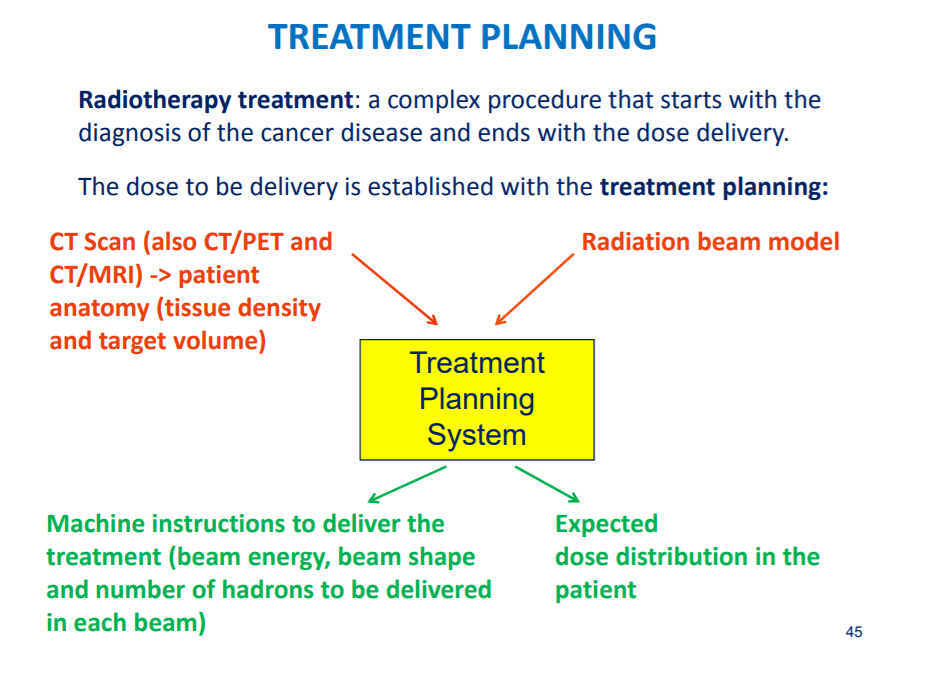 TREATMENT PLANNING
Radiotherapy treatment: a complex procedure that starts with the
diagnosis of the cancer disease and ends with the dose delivery.
The dose to be delivery is established with the treatment planning:
CT Scan (also CT/PET and
CT/MRI) -> patient
anatomy (tissue density
and target volume)
Radiation beam model
Treatment
Planning
System
Machine instructions to deliver the
treatment (beam energy, beam shape
and number of hadrons to be delivered
in each beam)
Expected
dose distribution in the
patient
45